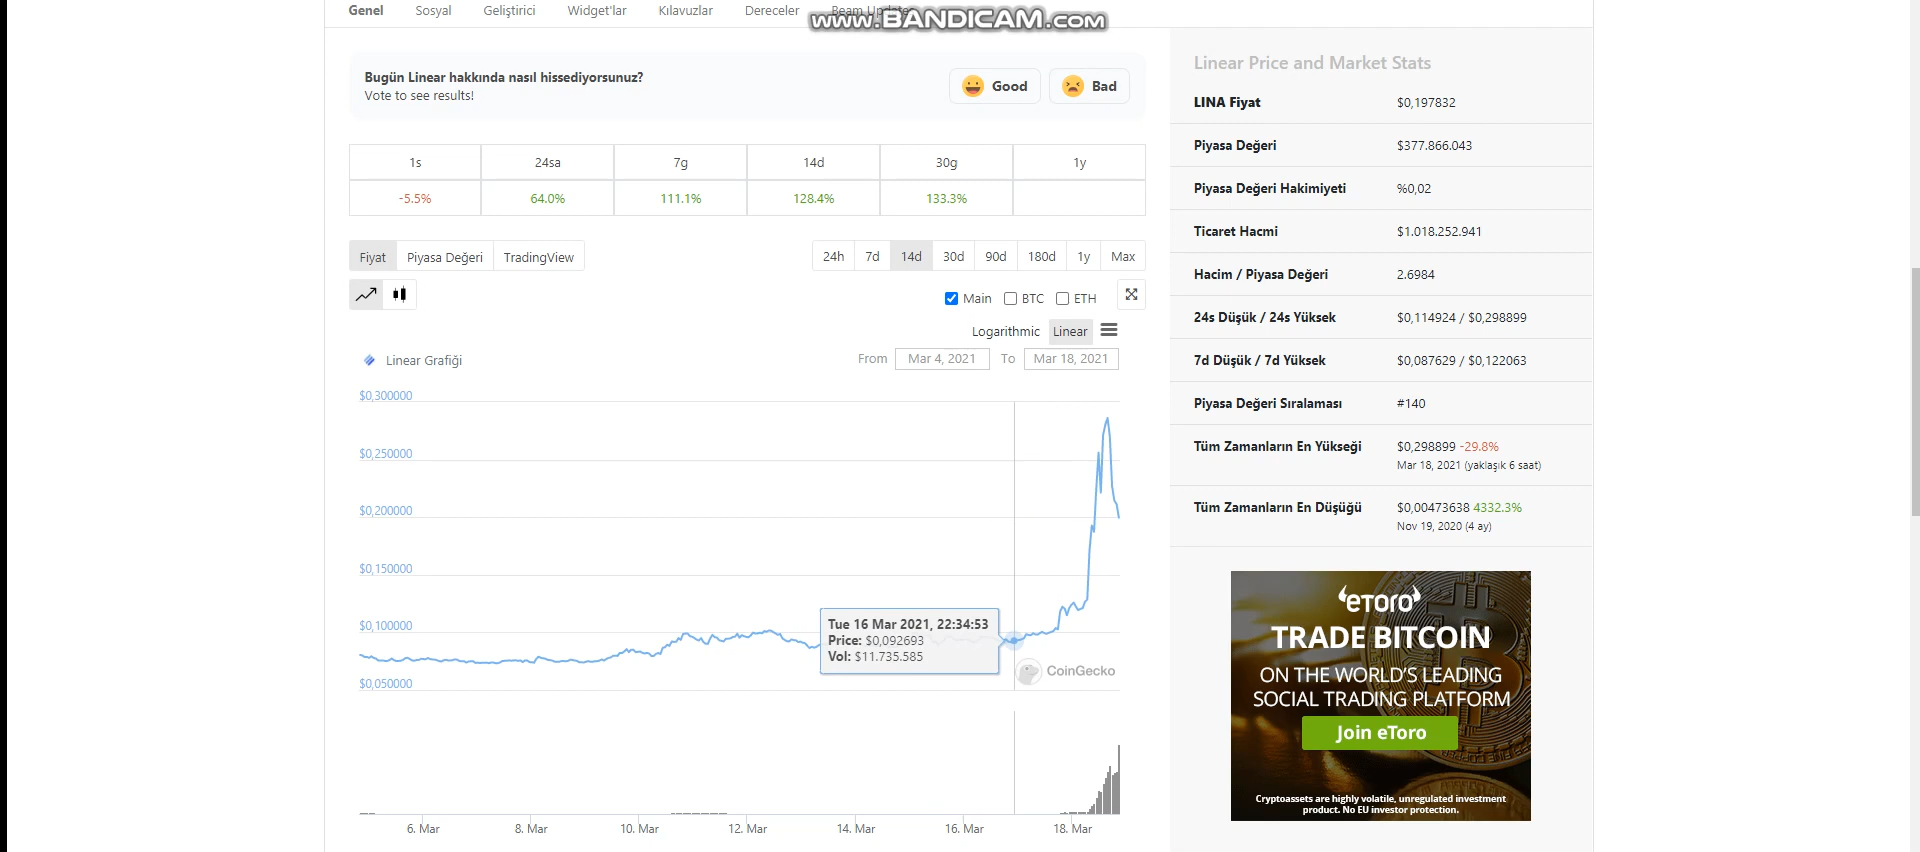 Genel Sosyal Geliştirici Widget'lar Kılavuzlar Dereceler Beam Updates
www.BANDICAM.com
Bugün Linear hakkında nasıl hissediyorsunuz?
Vote to see results!
Good Bad
1s 24sa 7g 14d 30g 1y
-5.5% 64.0% 111.1% 128.4% 133.3%
Fiyat Piyasa Değeri TradingView
24h 7d 14d 30d 90d 180d 1y Max
Main BTC ETH
Logarithmic Linear
Linear Grafiği
From Mar 4, 2021 To Mar 18, 2021
$0,300000
$0,250000
$0,200000
$0,150000
$0,100000
$0,050000
Tue 16 Mar 2021, 22:34:53
Price: $0,092693
Vol: $11.735.585
CoinGecko
6. Mar 8. Mar 10. Mar 12. Mar 14. Mar 16. Mar 18. Mar
Linear Price and Market Stats
LINA Fiyat $0,197832
Piyasa Değeri $377.866.043
Piyasa Değeri Hakimiyeti %0,02
Ticaret Hacmi $1.018.252.941
Hacim / Piyasa Değeri 2.6984
24s Düşük / 24s Yüksek $0,114924 / $0,298899
7d Düşük / 7d Yüksek $0,087629 / $0,122063
Piyasa Değeri Sıralaması #140
Tüm Zamanların En Yükseği $0,298899 -29.8%
Mar 18, 2021 (yaklaşık 6 saat)
Tüm Zamanların En Düşüğü $0,00473638 4332.3%
Nov 19, 2020 (4 ay)
eToro
TRADE BITCOIN
ON THE WORLD'S LEADING
SOCIAL TRADING PLATFORM
Join eToro
Cryptoassets are highly volatile, unregulated investment
product. No EU investor protection.